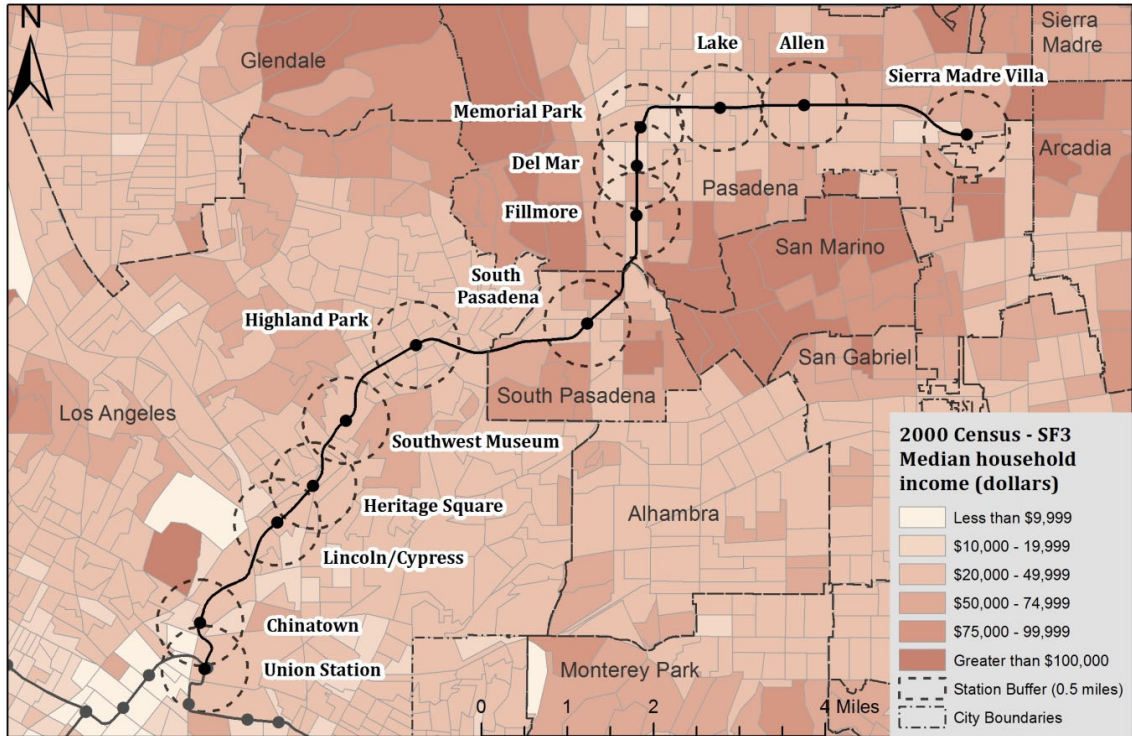 N
Glendale
Lake
Allen
Sierra
Madre
Sierra Madre Villa
Memorial Park
Arcadia
Del Mar
Pasadena
Fillmore
San Marino
South
Pasadena
Highland Park
San Gabriel
South Pasadena
Los Angeles
Southwest Museum
Heritage Square
Alhambra
Lincoln/Cypress
Chinatown
Union Station
Monterey Park
0 1 2 4 Miles
2000 Census - SF3
Median household
income (dollars)
Less than $9,999
$10,000 - 19,999
$20,000 - 49,999
$50,000 - 74,999
$75,000 - 99,999
Greater than $100,000
Station Buffer (0.5 miles)
City Boundaries